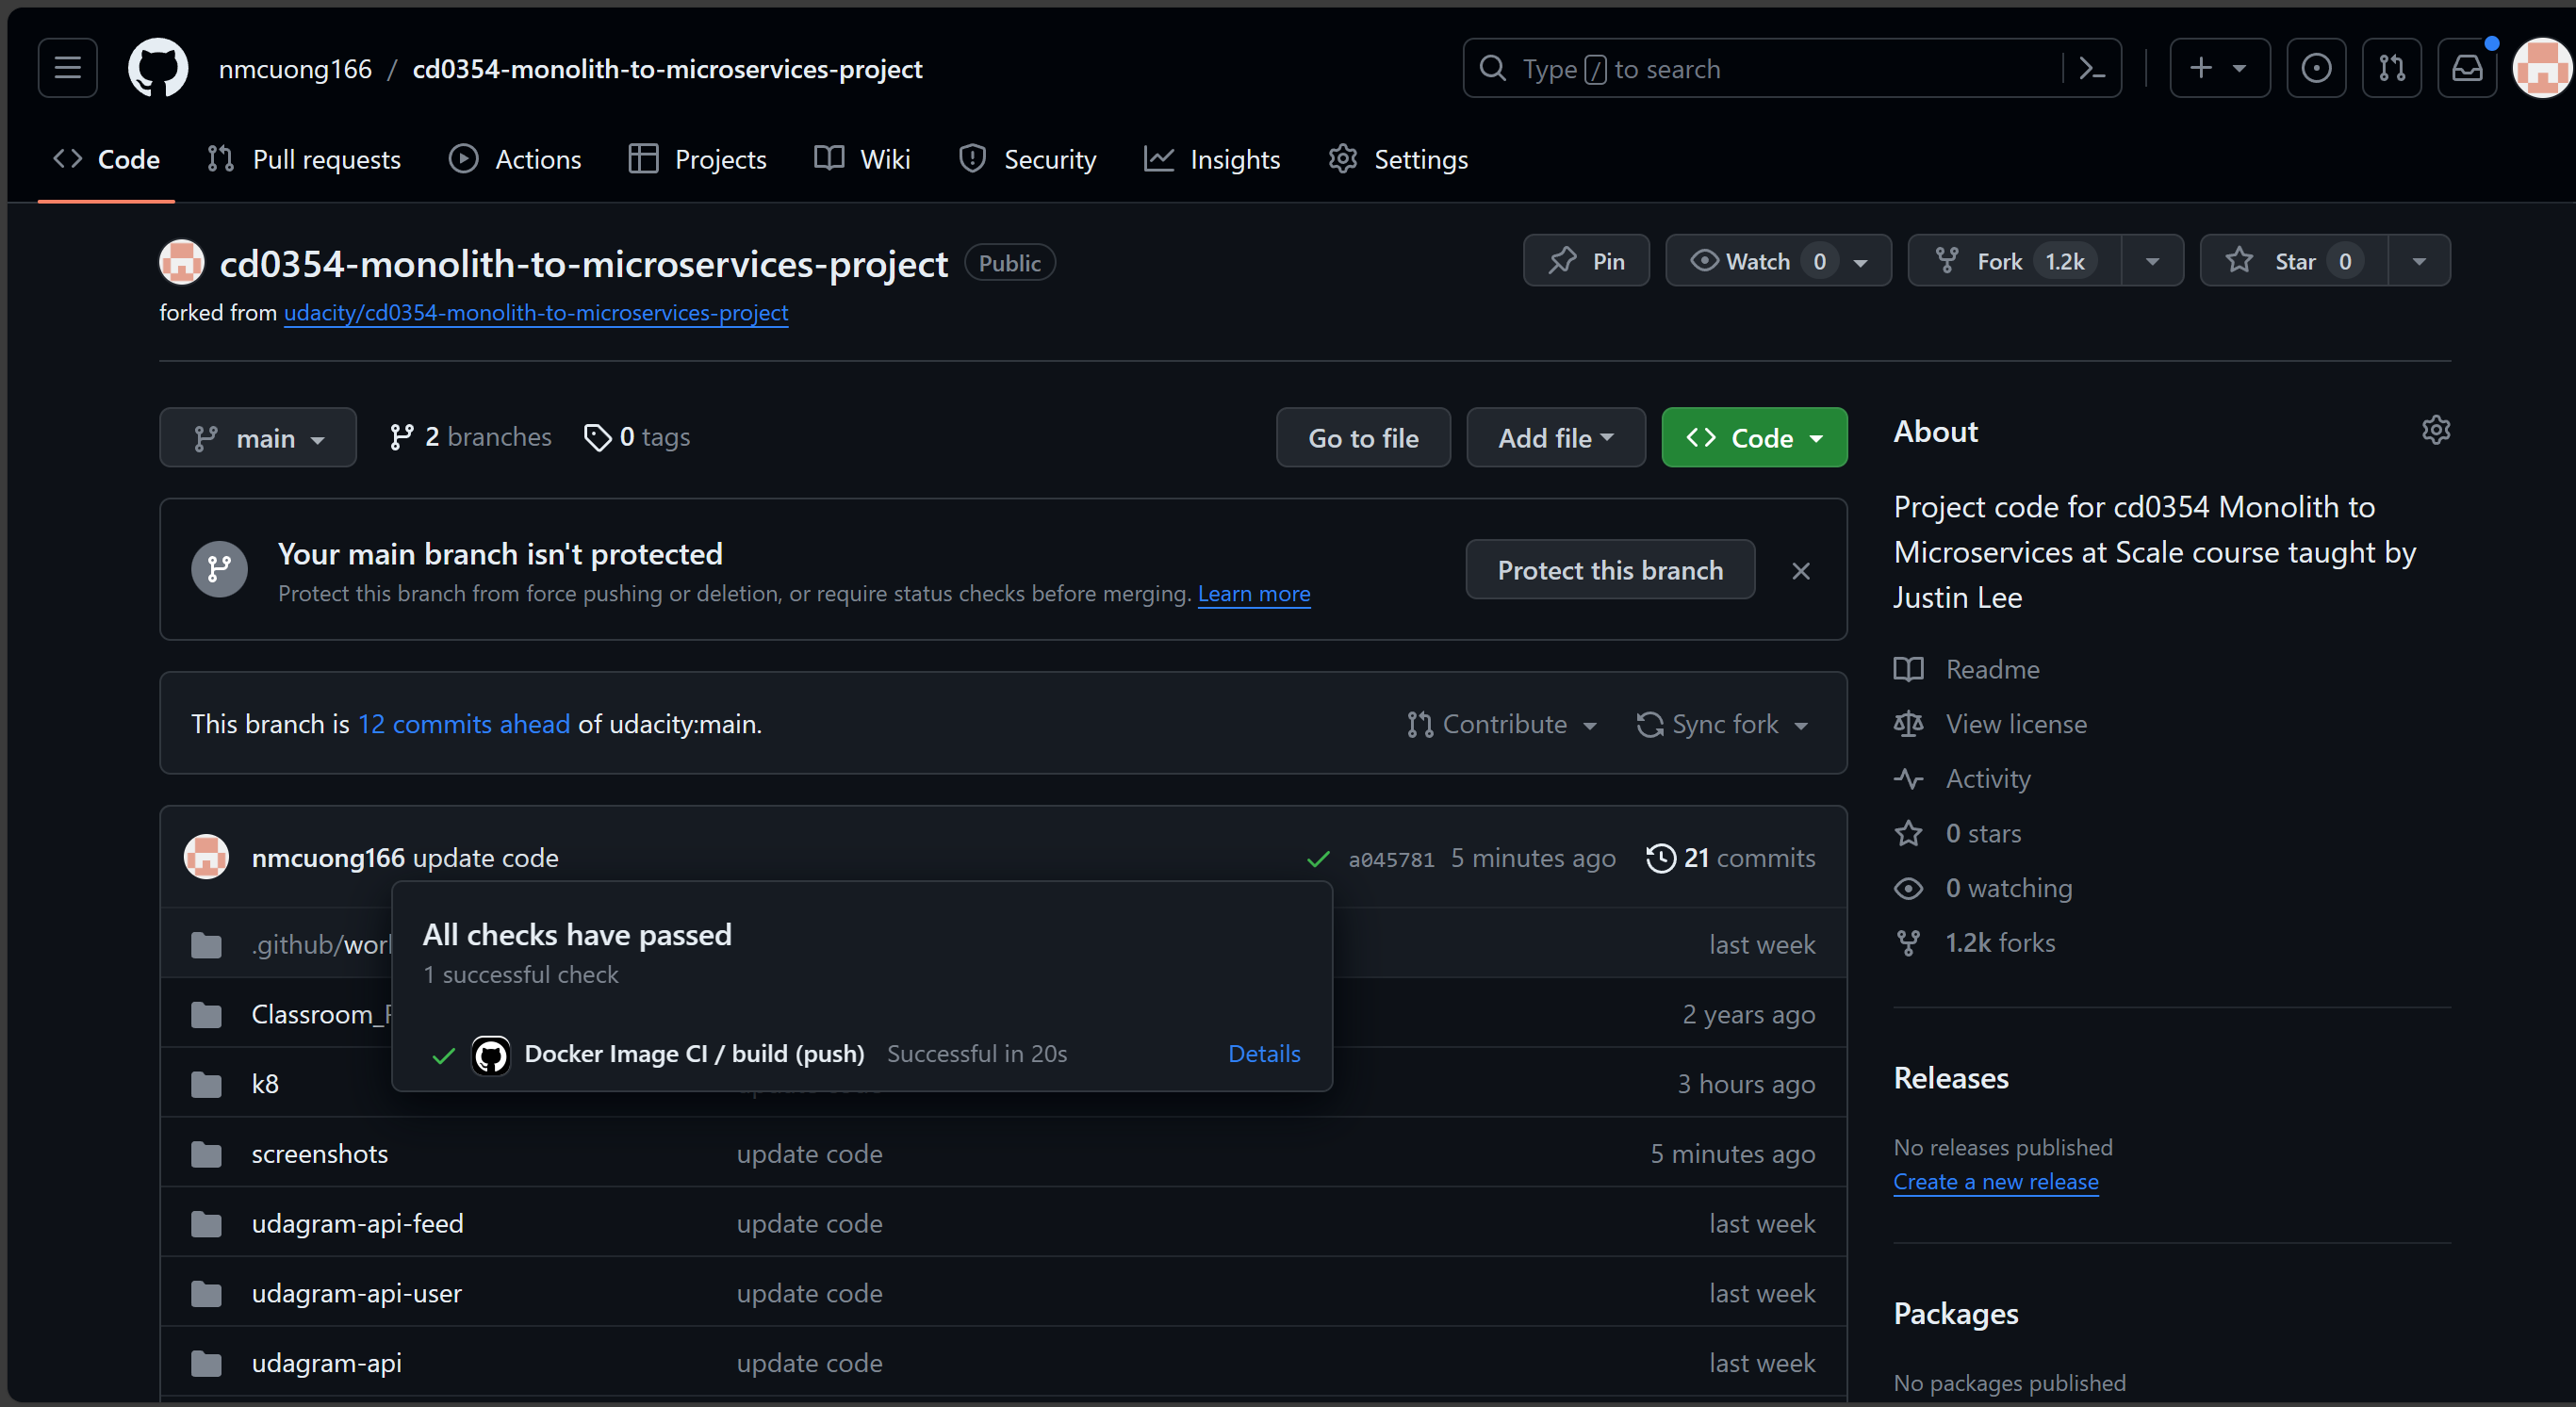 nmcuong166 / cd0354-monolith-to-microservices-project
Type / to search
Code Pull requests Actions Projects Wiki Security Insights Settings
cd0354-monolith-to-microservices-project Public
Pin Watch 0 Fork 1.2k Star 0
forked from udacity/cd0354-monolith-to-microservices-project
main 2 branches 0 tags
Go to file Add file Code
Your main branch isn't protected
Protect this branch from force pushing or deletion, or require status checks before merging. Learn more
Protect this branch
This branch is 12 commits ahead of udacity:main.
Contribute Sync fork
nmcuong166 update code a045781 5 minutes ago 21 commits
All checks have passed
1 successful check
Docker Image CI / build (push) Successful in 20s Details
.github/ last week
2 years ago
k8 update code 3 hours ago
screenshots update code 5 minutes ago
udagram-api-feed update code last week
udagram-api-user update code last week
udagram-api update code last week
About
Project code for cd0354 Monolith to
Microservices at Scale course taught by
Justin Lee
Readme
View license
Activity
0 stars
0 watching
1.2k forks
Releases
No releases published
Create a new release
Packages
No packages published